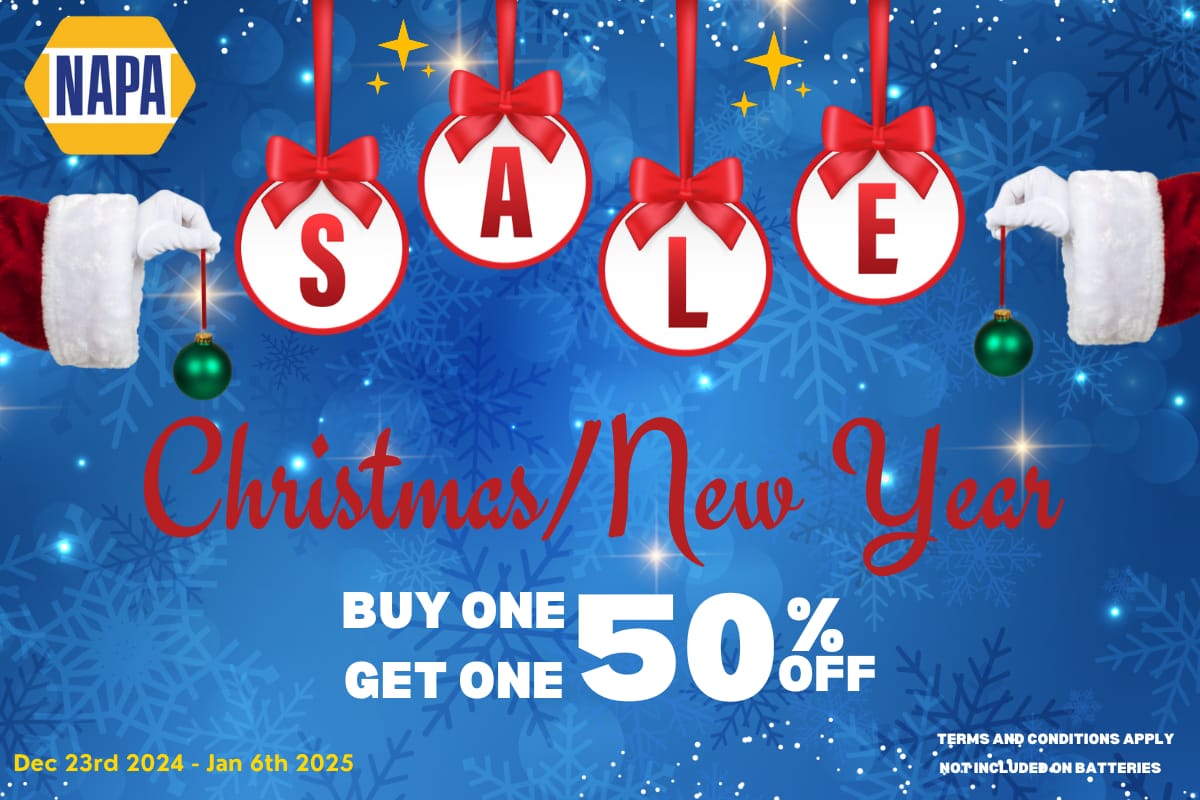 NAPA
SALE
Christmas/New Year
BUY ONE
GET ONE
50%
OFF
Dec 23rd 2024 - Jan 6th 2025
TERMS AND CONDITIONS APPLY
NOT INCLUDED ON BATTERIES